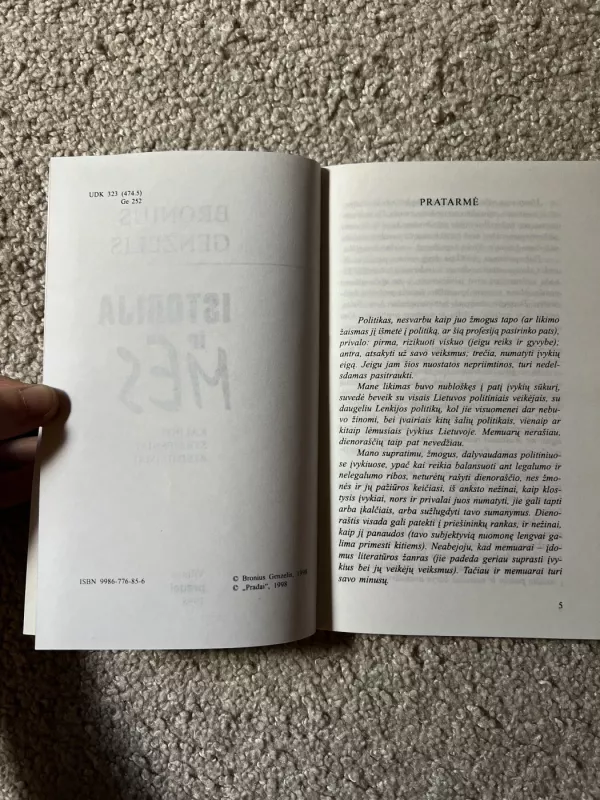 UDK 323 (474.5)
Ge 252
BRONIUS
GENZELIS
ISTORIJA
IR
MES
ISBN 9986-776-85-6
© Bronius Genzelis, 1998
© „Pradai", 1998
PRATARMĖ
Politikas, nesvarbu kaip juo žmogus tapo (ar likimo
žaismas jį išmetė į politiką, ar šią profesiją pasirinko pats),
privalo: pirma, rizikuoti viskuo (jeigu reiks ir gyvybe);
antra, atsakyti už savo veiksmus; trečia, numatyti įvykių
eigą. Jeigu jam šios nuostatos nepriimtinos, turi nedels-
damas pasitraukti.
Mane likimas buvo nubloškęs į patį įvykių sūkurį,
suvedė beveik su visais Lietuvos politiniais veikėjais, su
daugeliu Lenkijos politikų, kol jie visuomenei dar nebu-
vo žinomi, bei įvairiais kitų šalių politikais, vienaip ar
kitaip lėmusiais įvykius Lietuvoje. Memuarų nerašiau,
dienoraščių taip pat nevedžiau.
Mano supratimu, žmogus, dalyvaudamas politiniuo-
se įvykiuose, ypač kai reikia balansuoti ant legalumo ir
nelegalumo ribos, neturėtų rašyti dienoraščio, nes žmo-
nės ir jų pažiūros keičiasi, iš anksto nežinai, kaip klos-
tysis įvykiai, nors ir privalai juos numatyti, jie gali tapti
arba įkalčiais, arba sužlugdyti tavo sumanymus. Dieno-
raštis visada gali patekti į priešininkų rankas, ir nežinai,
kaip jį panaudos (tavo subjektyvią nuomonę lengvai ga-
lima primesti kitiems). Neabejoju, kad memuarai – įdo-
mus literatūros žanras (jie padeda geriau suprasti įvy-
kius bei jų veikėjų veiksmus). Tačiau ir memuarai turi
savo minusų.
5